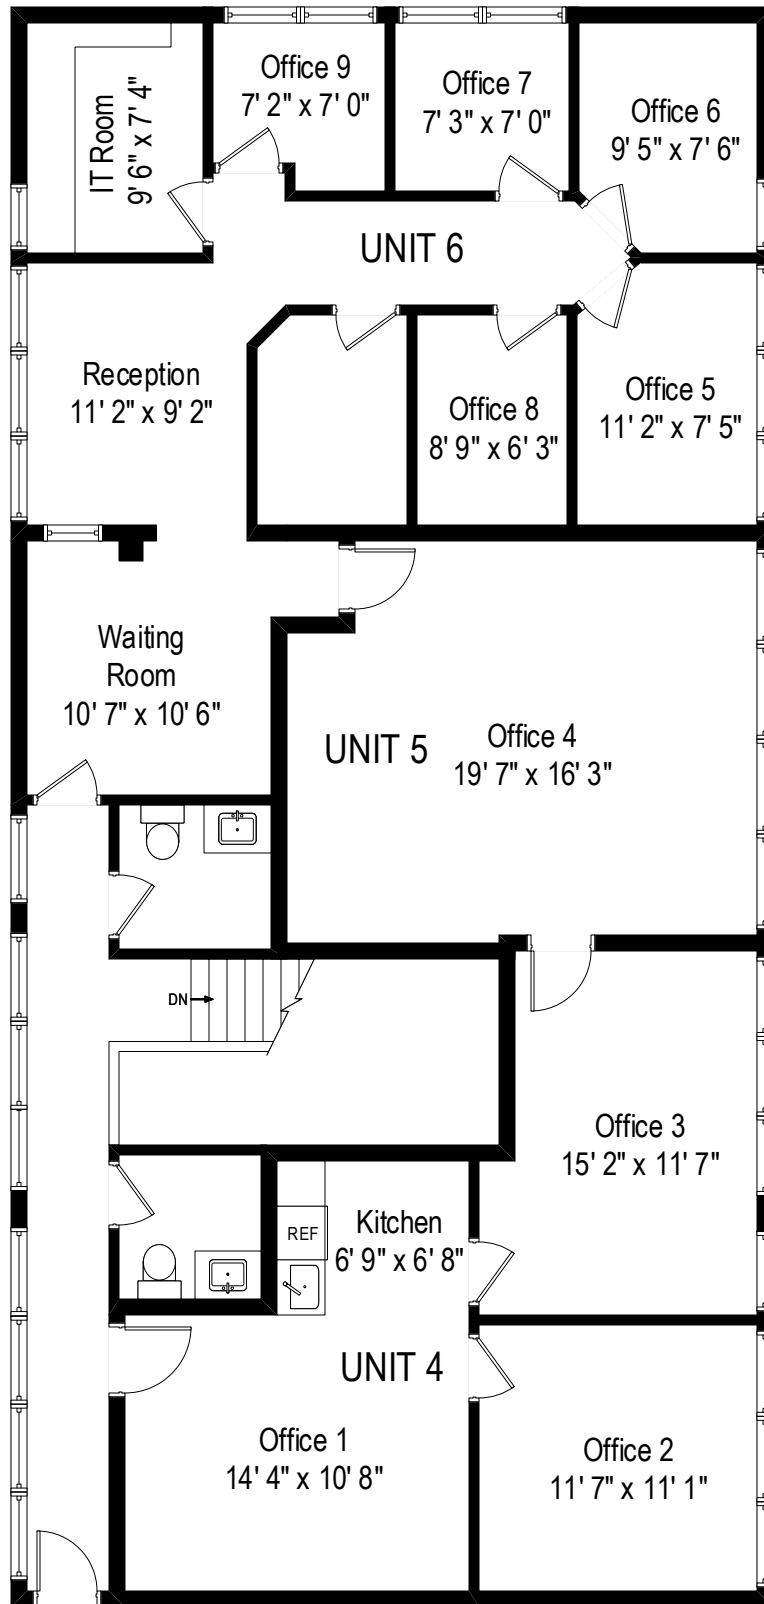 Office 9
7' 2" x 7' 0"
Office 7
7' 3" x 7' 0"
Office 6
9' 5" x 7' 6"
IT Room
9' 6" x 7' 4"
UNIT 6
Reception
11' 2" x 9' 2"
Office 8
8' 9" x 6' 3"
Office 5
11' 2" x 7' 5"
Waiting
Room
10' 7" x 10' 6"
UNIT 5
Office 4
19' 7" x 16' 3"
DN
Office 3
15' 2" x 11' 7"
REF
Kitchen
6' 9" x 6' 8"
UNIT 4
Office 1
14' 4" x 10' 8"
Office 2
11' 7" x 11' 1"